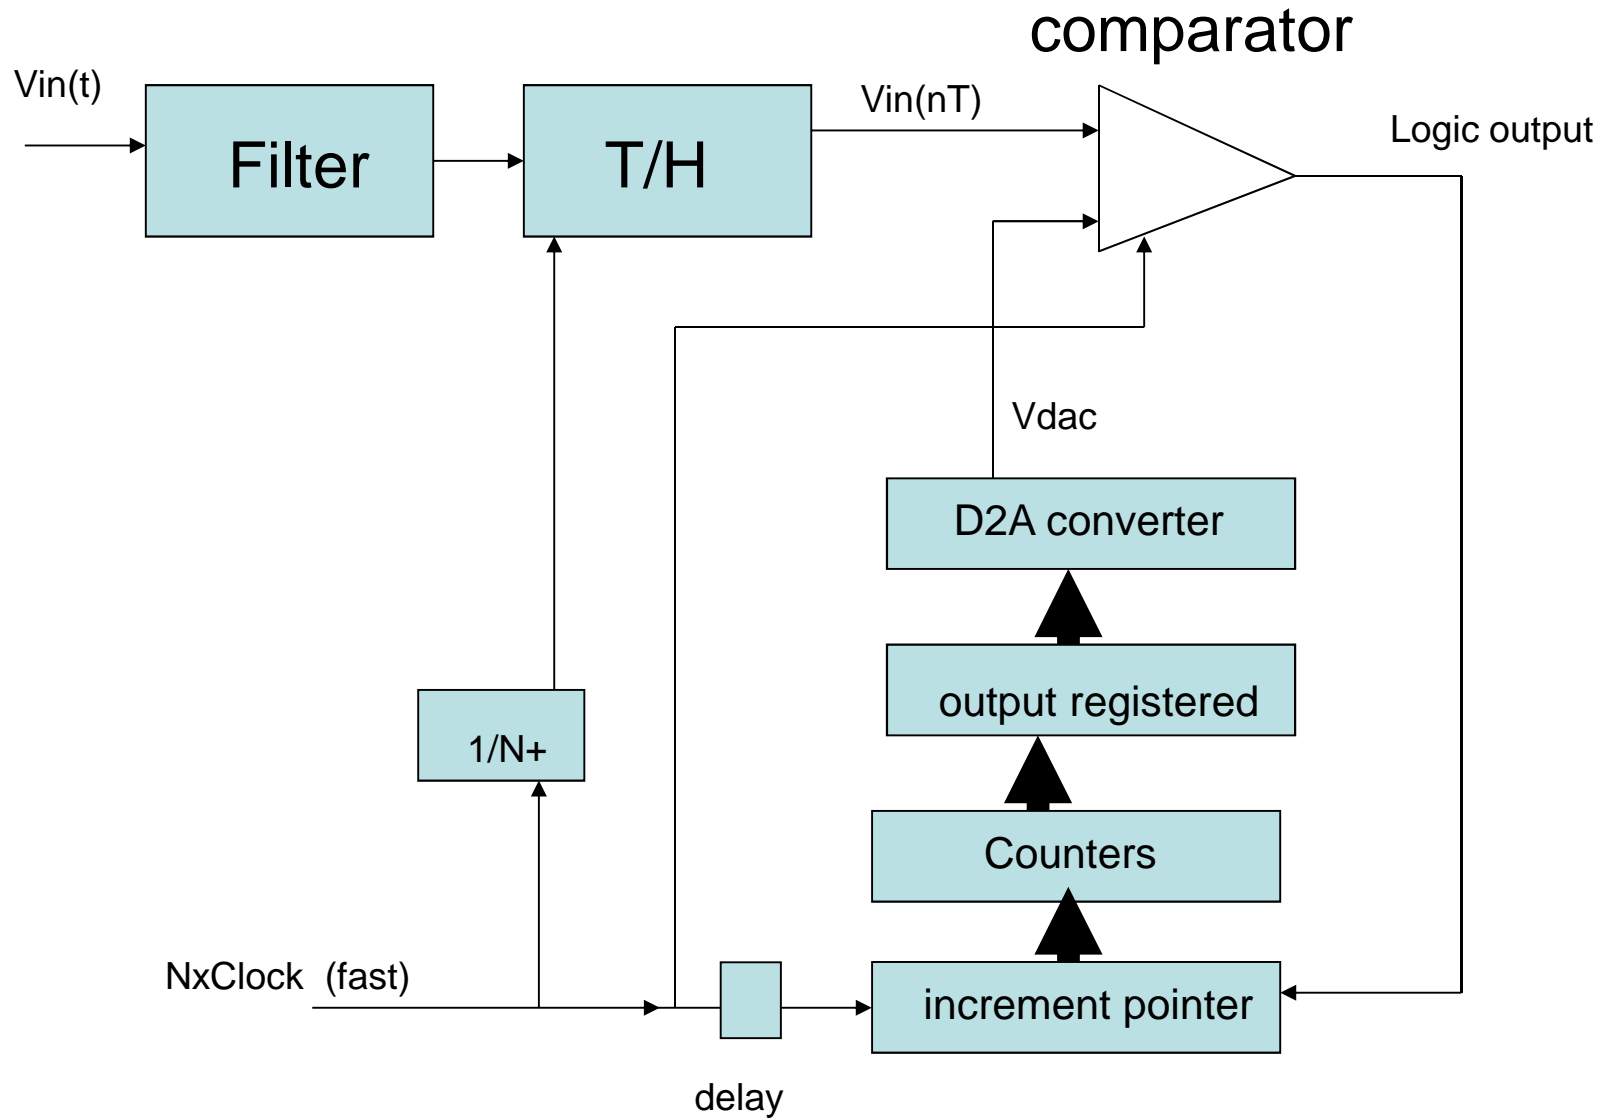 comparator
Vin(t)
Filter
T/H
Vin(nT)
Logic output
Vdac
D2A converter
output registered
1/N+
Counters
NxClock (fast)
increment pointer
delay